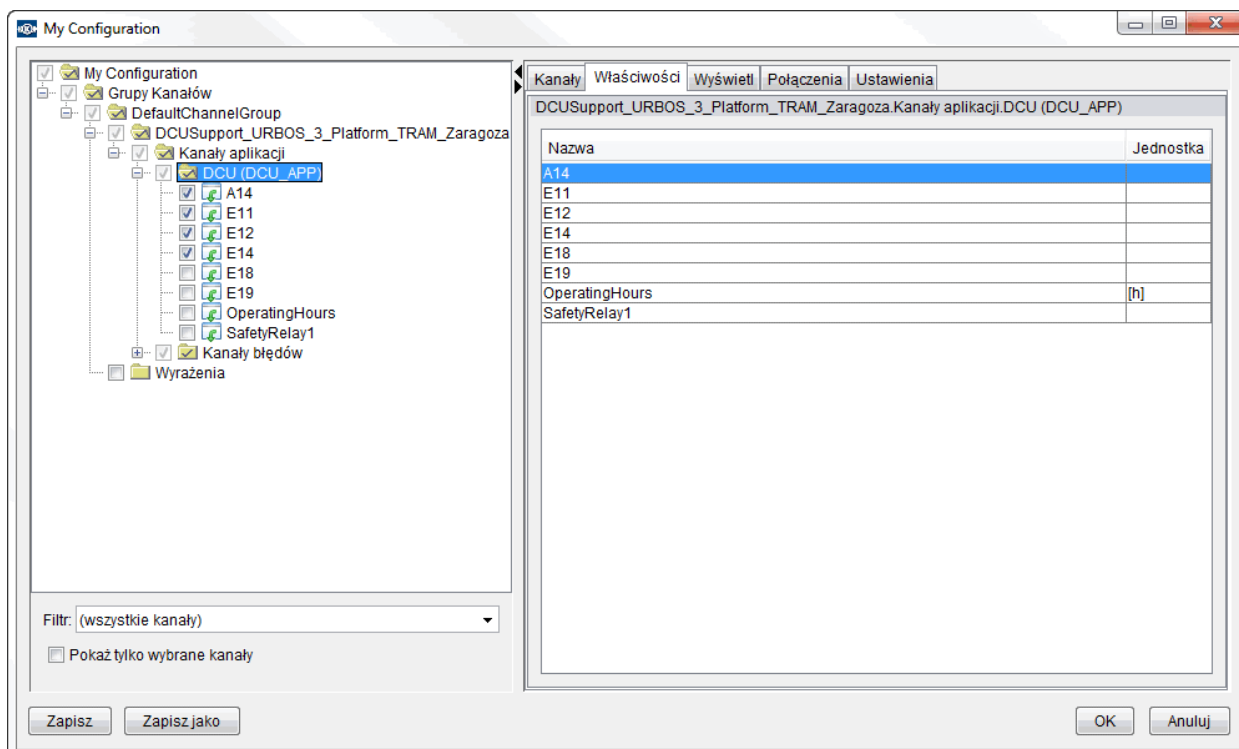 My Configuration
My Configuration
Grupy Kanałów
DefaultChannelGroup
DCUSupport_URBOS_3_Platform_TRAM_Zaragoza
Kanały aplikacji
DCU (DCU_APP)
A14
E11
E12
E14
E18
E19
OperatingHours
SafetyRelay1
Kanały błędów
Wyrażenia
Filtr: (wszystkie kanały)
Pokaż tylko wybrane kanały
Kanały Właściwości Wyświetl Połączenia Ustawienia
DCUSupport_URBOS_3_Platform_TRAM_Zaragoza.Kanały aplikacji.DCU (DCU_APP)
Nazwa Jednostka
A14
E11
E12
E14
E18
E19
OperatingHours [h]
SafetyRelay1
Zapisz Zapisz jako OK Anuluj